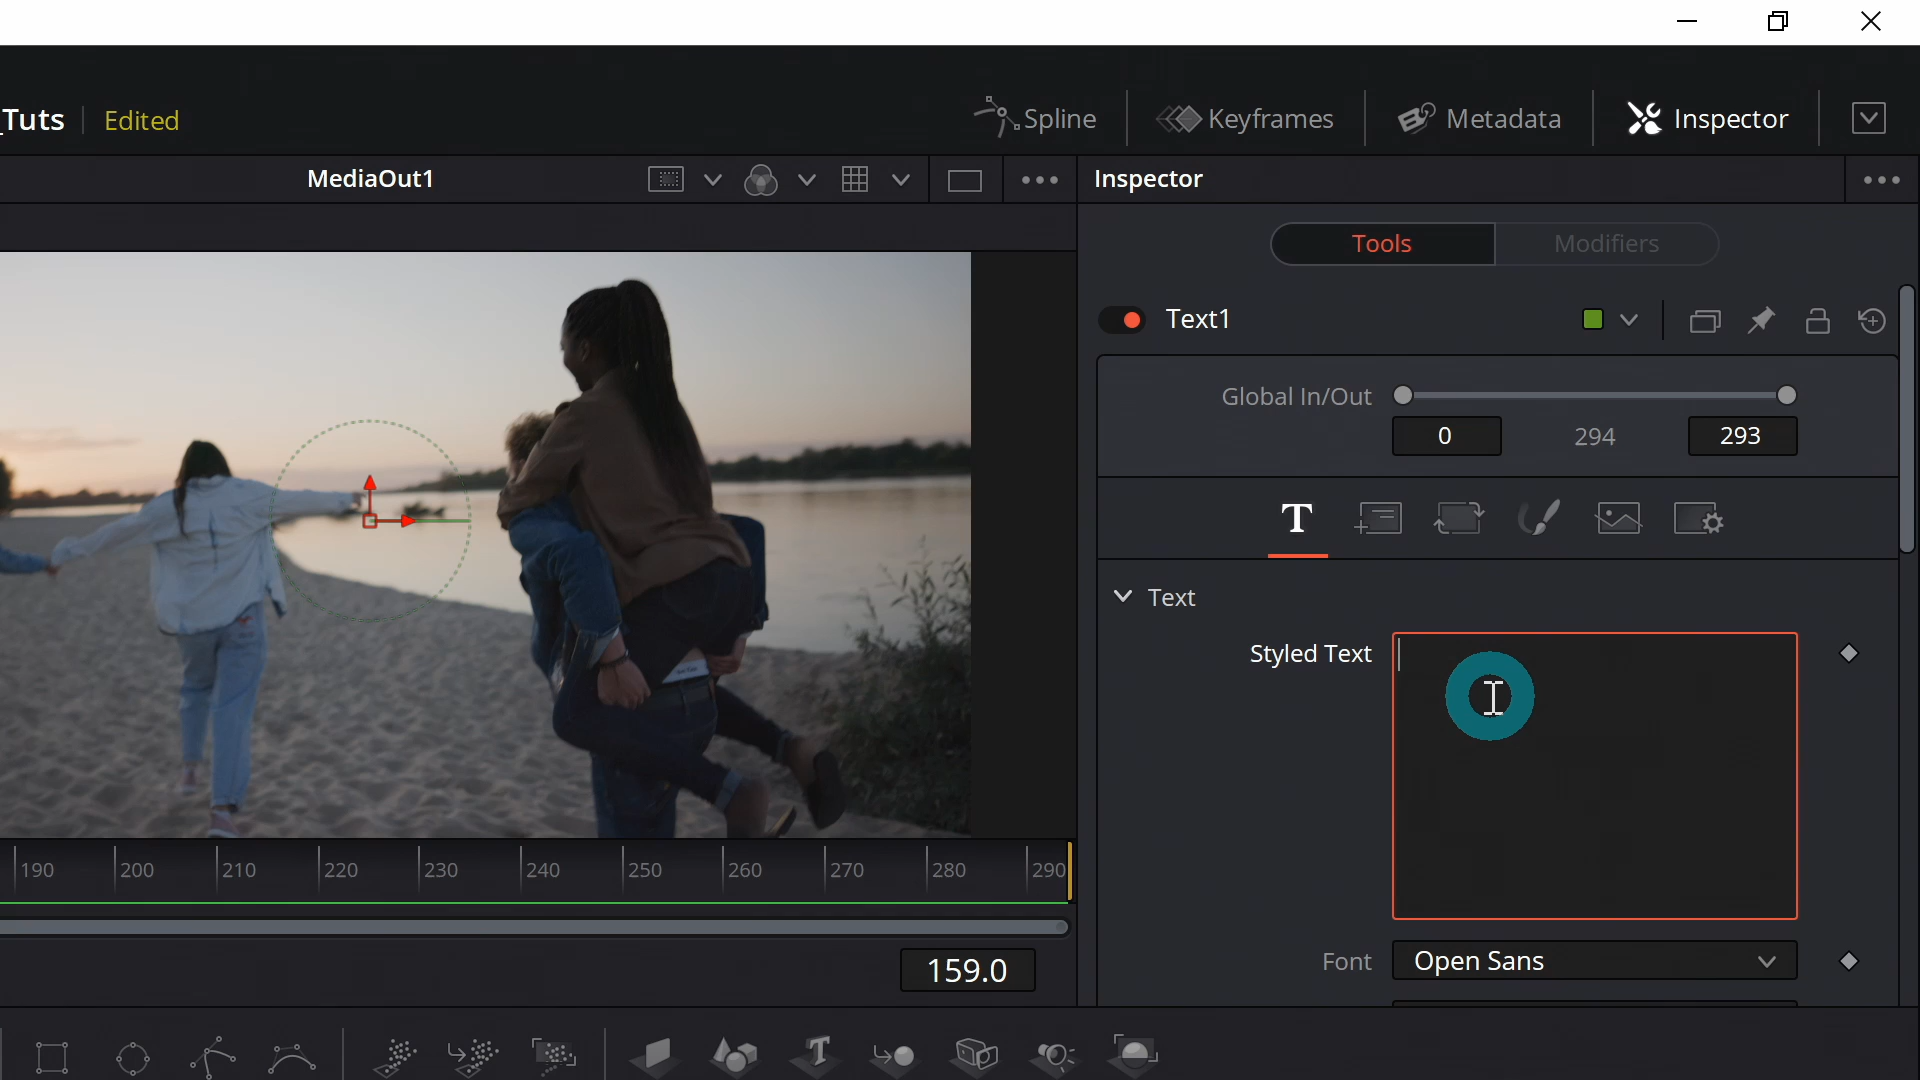 _Tuts Edited Spline Keyframes Metadata Inspector
MediaOut1 Inspector
Tools Modifiers
Text1
Global In/Out
0 294 293
T
Text
Styled Text
190 200 210 220 230 240 250 260 270 280 290
159.0
Font Open Sans
T